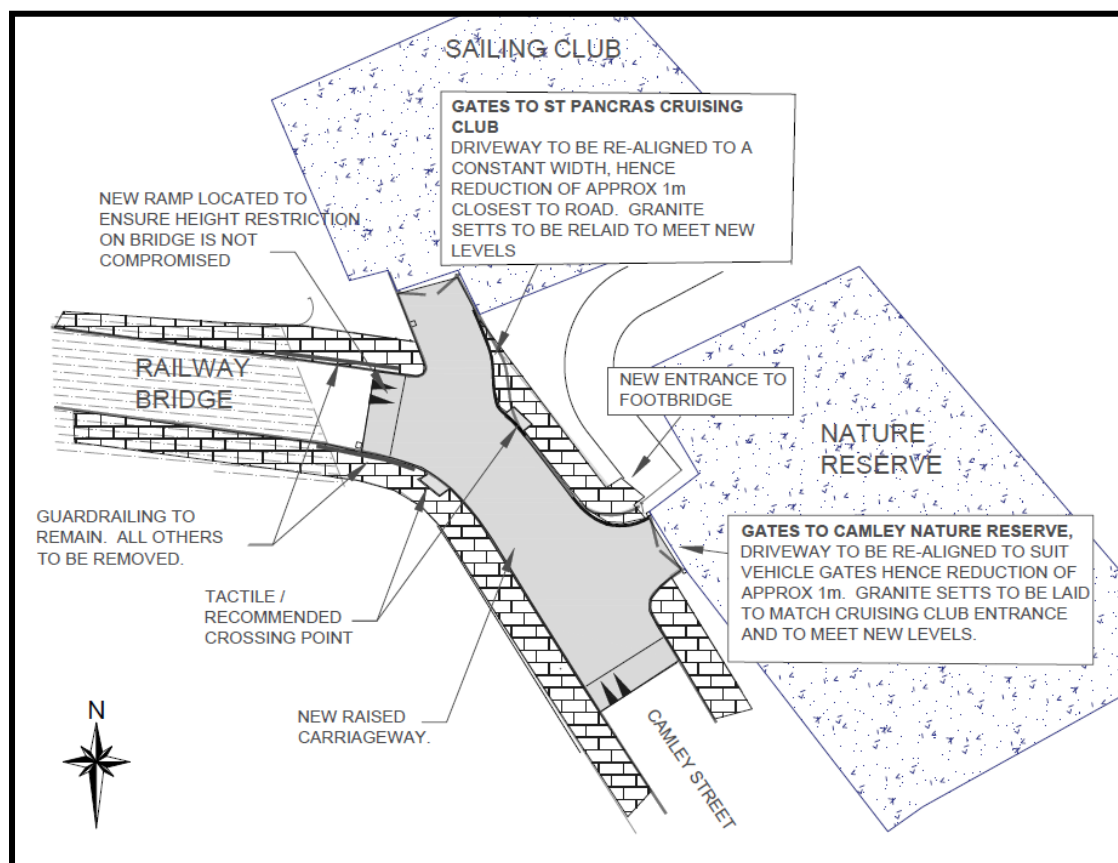 SAILING CLUB
GATES TO ST PANCRAS CRUISING
CLUB
DRIVEWAY TO BE RE-ALIGNED TO A
CONSTANT WIDTH, HENCE
REDUCTION OF APPROX 1m
CLOSEST TO ROAD. GRANITE
SETTS TO BE RELAID TO MEET NEW
LEVELS
NEW RAMP LOCATED TO
ENSURE HEIGHT RESTRICTION
ON BRIDGE IS NOT
COMPROMISED
RAILWAY
BRIDGE
NEW ENTRANCE TO
FOOTBRIDGE
NATURE
RESERVE
GUARDRAILING TO
REMAIN. ALL OTHERS
TO BE REMOVED.
GATES TO CAMLEY NATURE RESERVE,
DRIVEWAY TO BE RE-ALIGNED TO SUIT
VEHICLE GATES HENCE REDUCTION OF
APPROX 1m. GRANITE SETTS TO BE LAID
TO MATCH CRUISING CLUB ENTRANCE
AND TO MEET NEW LEVELS.
TACTILE /
RECOMMENDED
CROSSING POINT
NEW RAISED
CARRIAGEWAY.
CAMLEY STREET
N